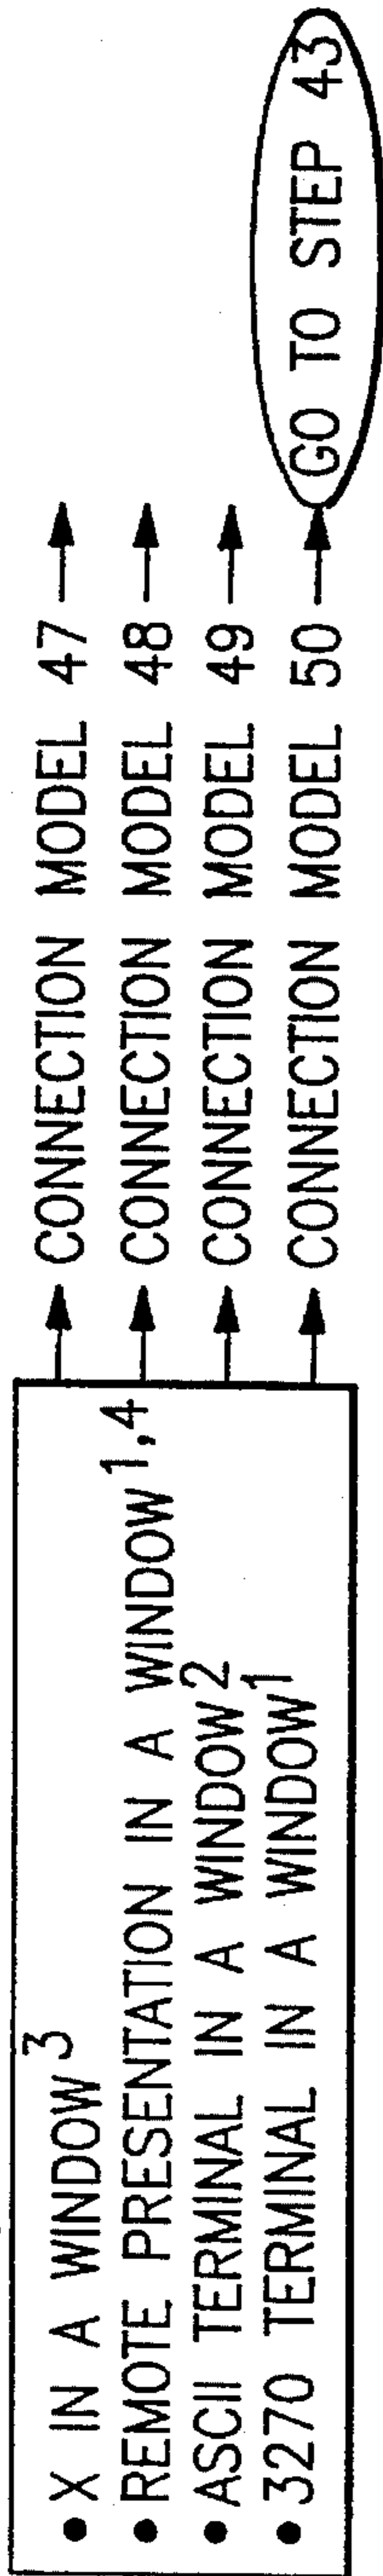 • X IN A WINDOW³ CONNECTION MODEL 47
• REMOTE PRESENTATION IN A WINDOW¹,⁴ CONNECTION MODEL 48
• ASCII TERMINAL IN A WINDOW² CONNECTION MODEL 49
• 3270 TERMINAL IN A WINDOW¹ CONNECTION MODEL 50 GO TO STEP 43